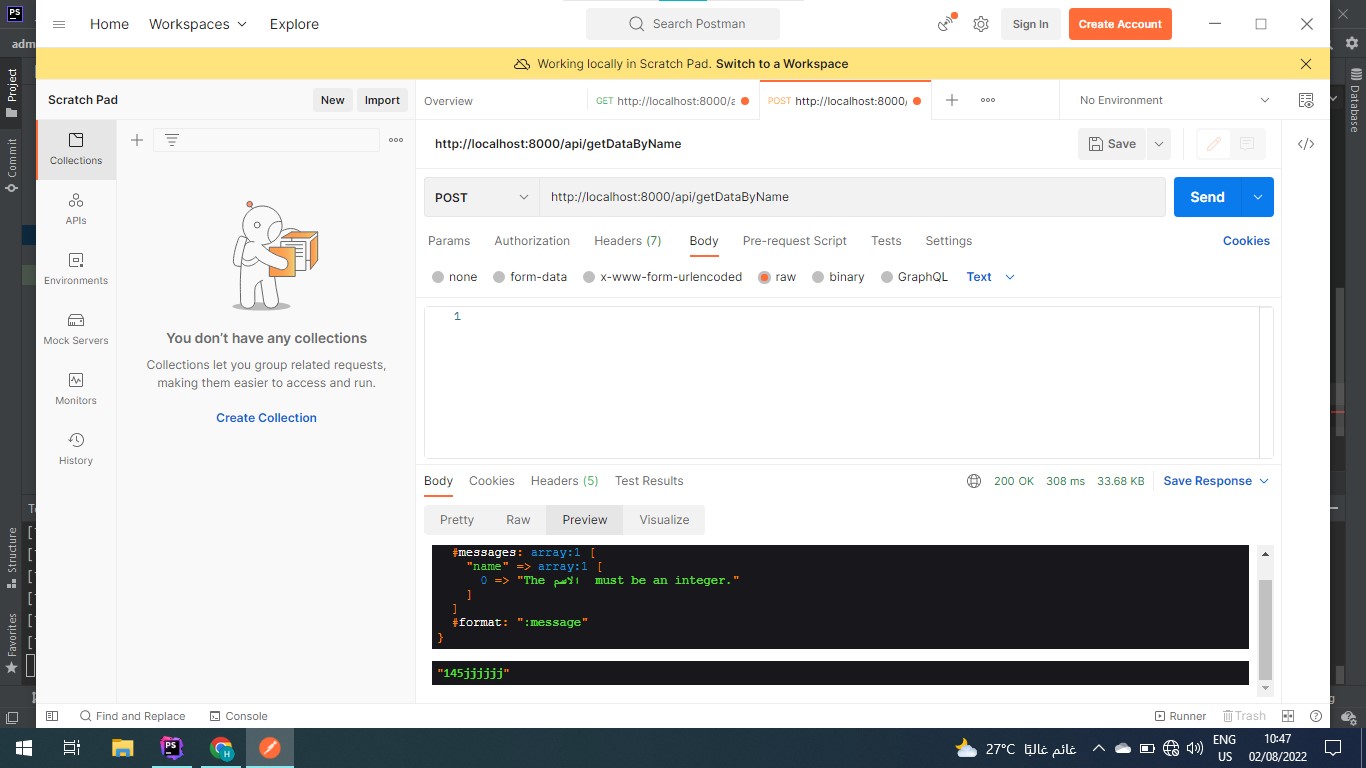 PS
Home Workspaces Explore
Search Postman
Sign In
Create Account
adm
Working locally in Scratch Pad. Switch to a Workspace
Project
Commit
Structure
Favorites
Database
Scratch Pad
New
Import
Overview
GET http://localhost:8000/a
POST http://localhost:8000/
No Environment
Collections
APIs
Environments
Mock Servers
Monitors
History
You don't have any collections
Collections let you group related requests,
making them easier to access and run.
Create Collection
http://localhost:8000/api/getDataByName
Save
</>
POST
http://localhost:8000/api/getDataByName
Send
Params Authorization Headers (7) Body Pre-request Script Tests Settings
Cookies
none form-data x-www-form-urlencoded raw binary GraphQL Text
1
Body Cookies Headers (5) Test Results
200 OK 308 ms 33.68 KB
Save Response
Pretty Raw Preview Visualize
#messages: array:1 [
"name" => array:1 [
0 => "The الاسم must be an integer."
]
]
#format: ":message"
}
"145jjjjjj"
Find and Replace
Console
Runner
Trash
27°C غائم غالبًا
ENG
US
10:47
02/08/2022